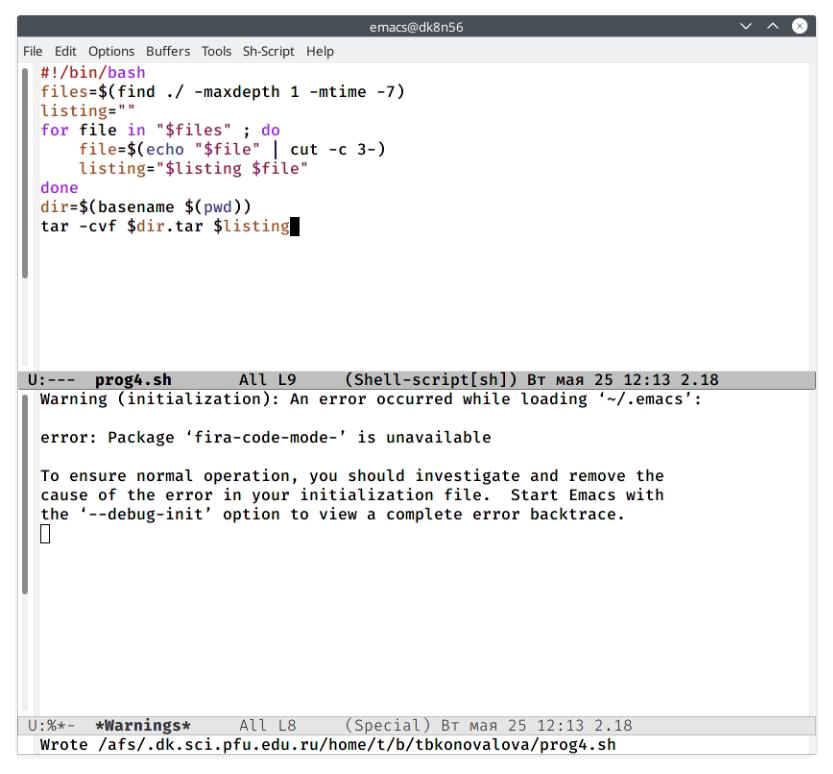 emacs@dk8n56
File Edit Options Buffers Tools Sh-Script Help
#!/bin/bash
files=$(find ./ -maxdepth 1 -mtime -7)
listing=""
for file in "$files" ; do
    file=$(echo "$file" | cut -c 3-)
    listing="$listing $file"
done
dir=$(basename $(pwd))
tar -cvf $dir.tar $listing
U:---  prog4.sh       All L9     (Shell-script[sh]) Вт мая 25 12:13 2.18
Warning (initialization): An error occurred while loading ‘~/.emacs’:
error: Package ‘fira-code-mode-’ is unavailable
To ensure normal operation, you should investigate and remove the
cause of the error in your initialization file.  Start Emacs with
the ‘--debug-init’ option to view a complete error backtrace.
U:%*-  *Warnings*     All L8     (Special) Вт мая 25 12:13 2.18
Wrote /afs/.dk.sci.pfu.edu.ru/home/t/b/tbkonovalova/prog4.sh